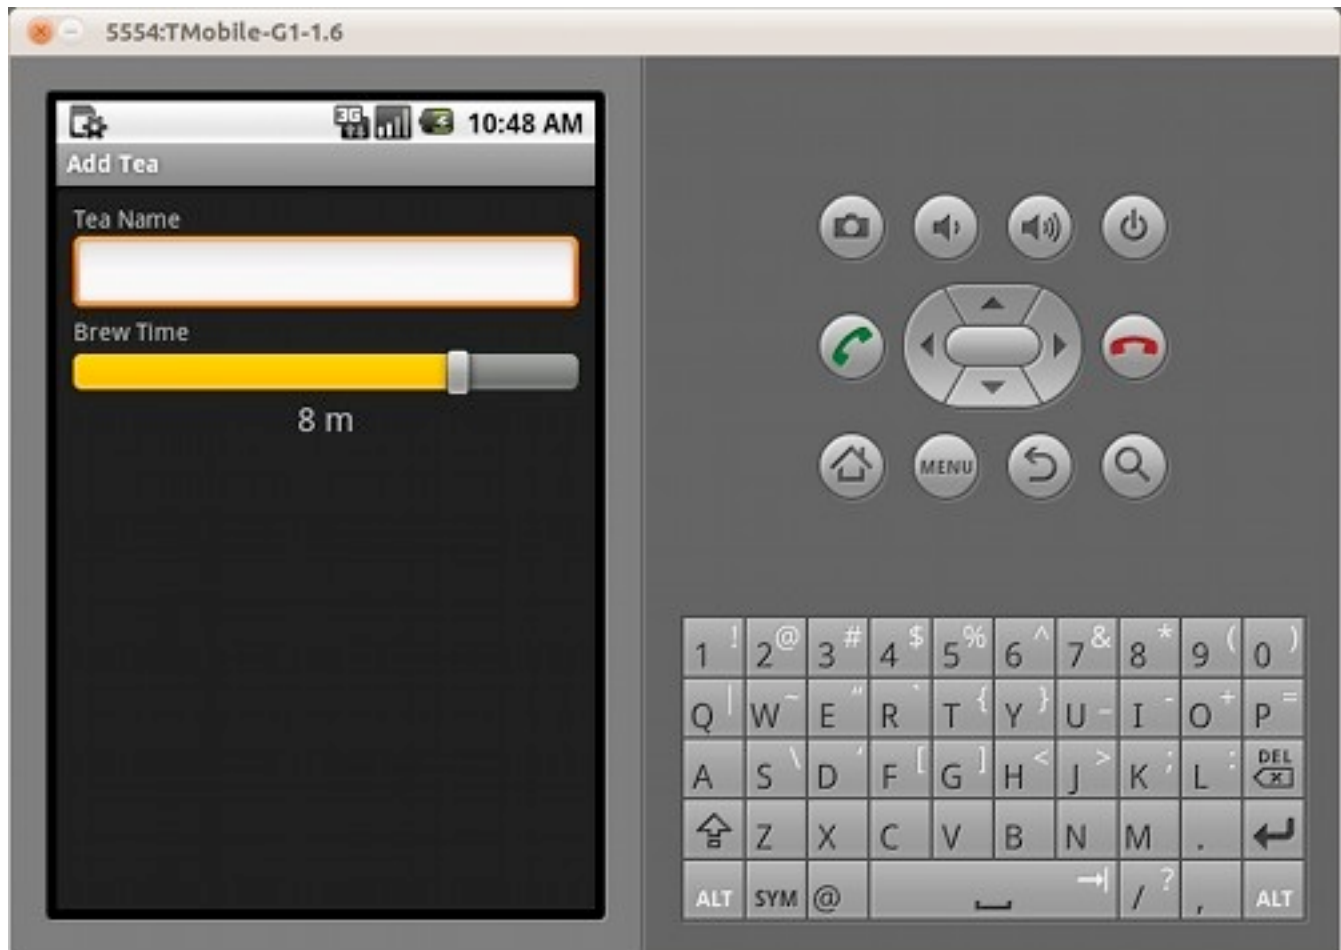 5554:TMobile-G1-1.6
3G 10:48 AM
Add Tea
Tea Name
Brew Time
8 m
MENU
1 ! 2 @ 3 # 4 $ 5 % 6 ^ 7 & 8 * 9 ( 0 )
Q | W ~ E " R ` T { Y } U _ I - O + P =
A S \ D ' F [ G ] H < J > K ; L : DEL
Z X C V B N M .
ALT SYM @ / ? , ALT